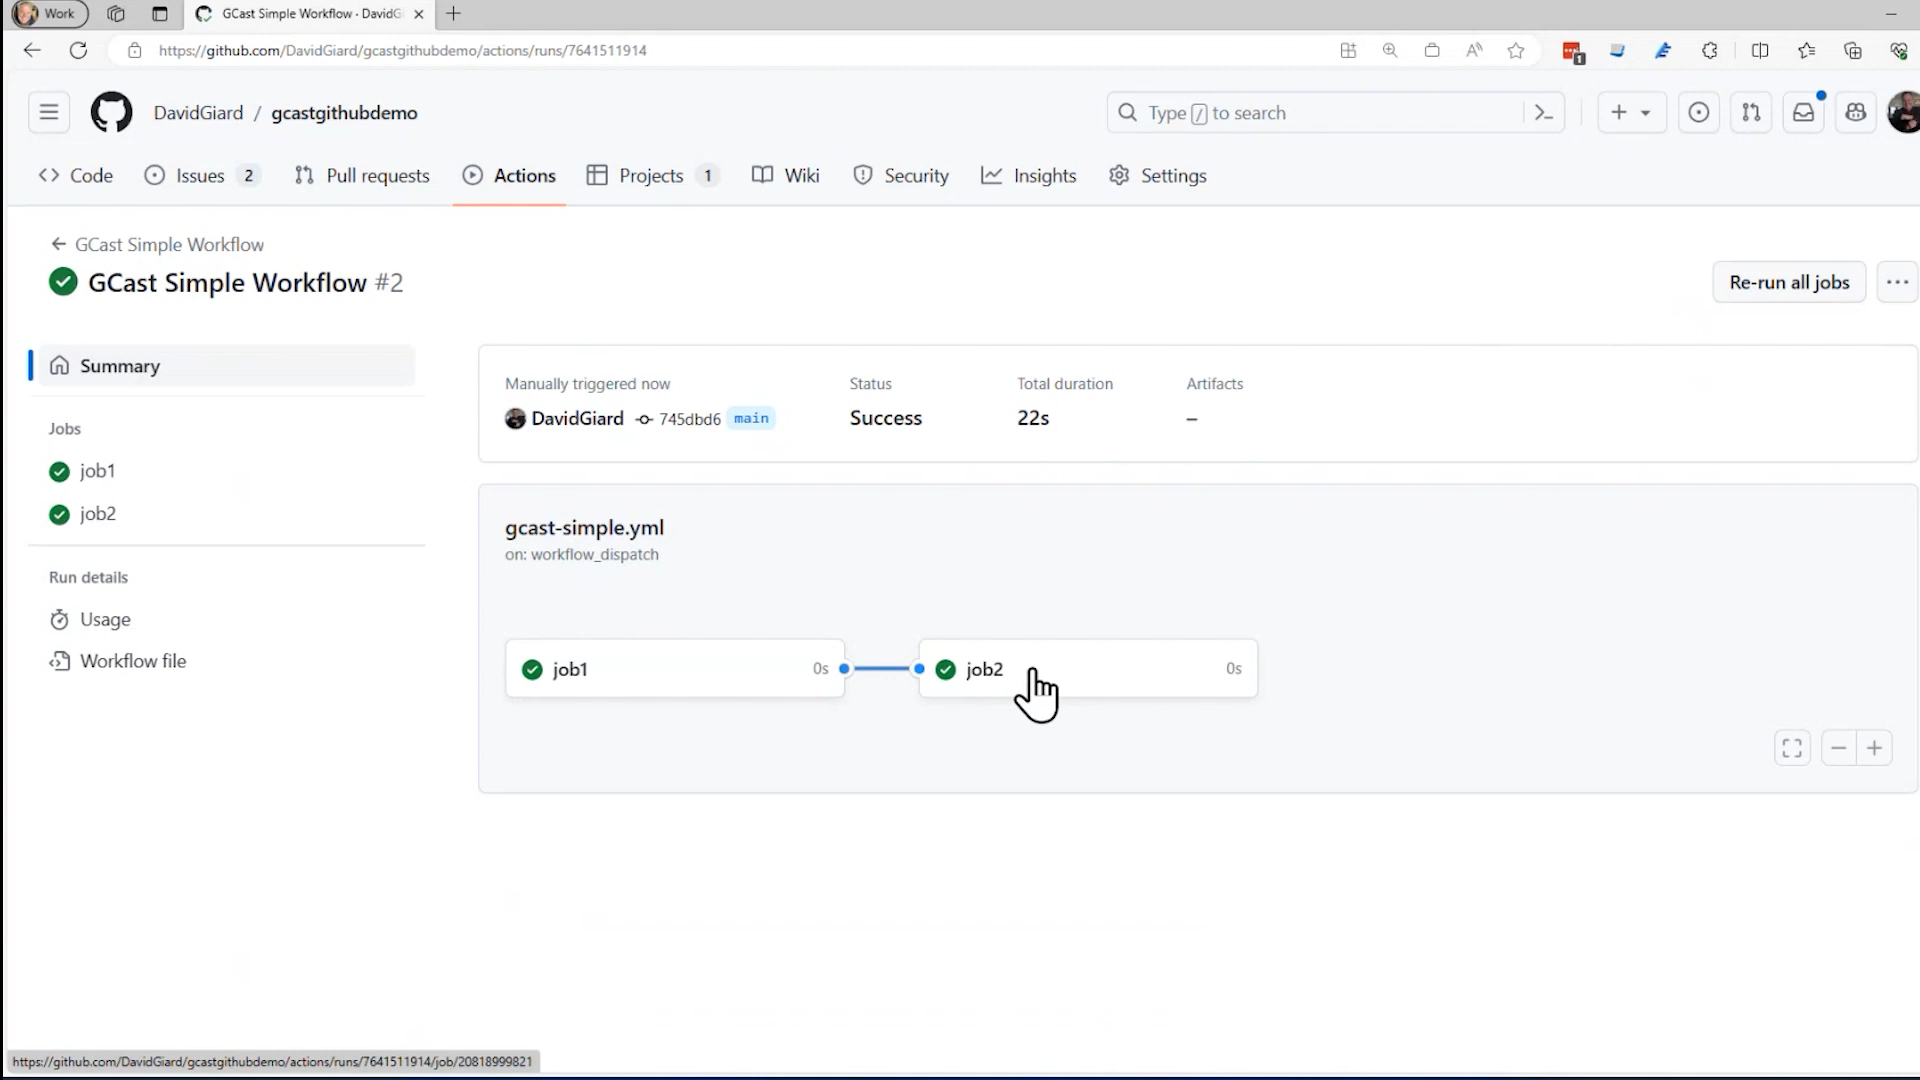 Work
GCast Simple Workflow · DavidG
https://github.com/DavidGiard/gcastgithubdemo/actions/runs/7641511914
1
DavidGiard / gcastgithubdemo
Type / to search
Code Issues 2 Pull requests Actions Projects 1 Wiki Security Insights Settings
GCast Simple Workflow
GCast Simple Workflow #2
Re-run all jobs
Summary
Jobs
job1
job2
Run details
Usage
Workflow file
Manually triggered now Status Total duration Artifacts
DavidGiard 745dbd6 main Success 22s –
gcast-simple.yml
on: workflow_dispatch
job1 0s job2 0s
https://github.com/DavidGiard/gcastgithubdemo/actions/runs/7641511914/job/20818999821